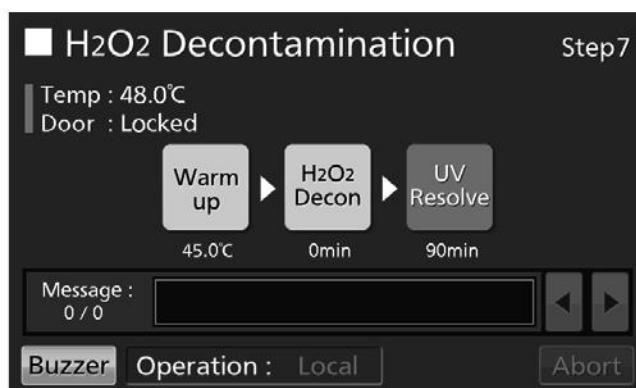 H2O2 Decontamination Step7
Temp : 48.0℃
Door : Locked
Warm up
H2O2 Decon
UV Resolve
45.0℃ 0min 90min
Message : 0 / 0
Buzzer Operation : Local Abort